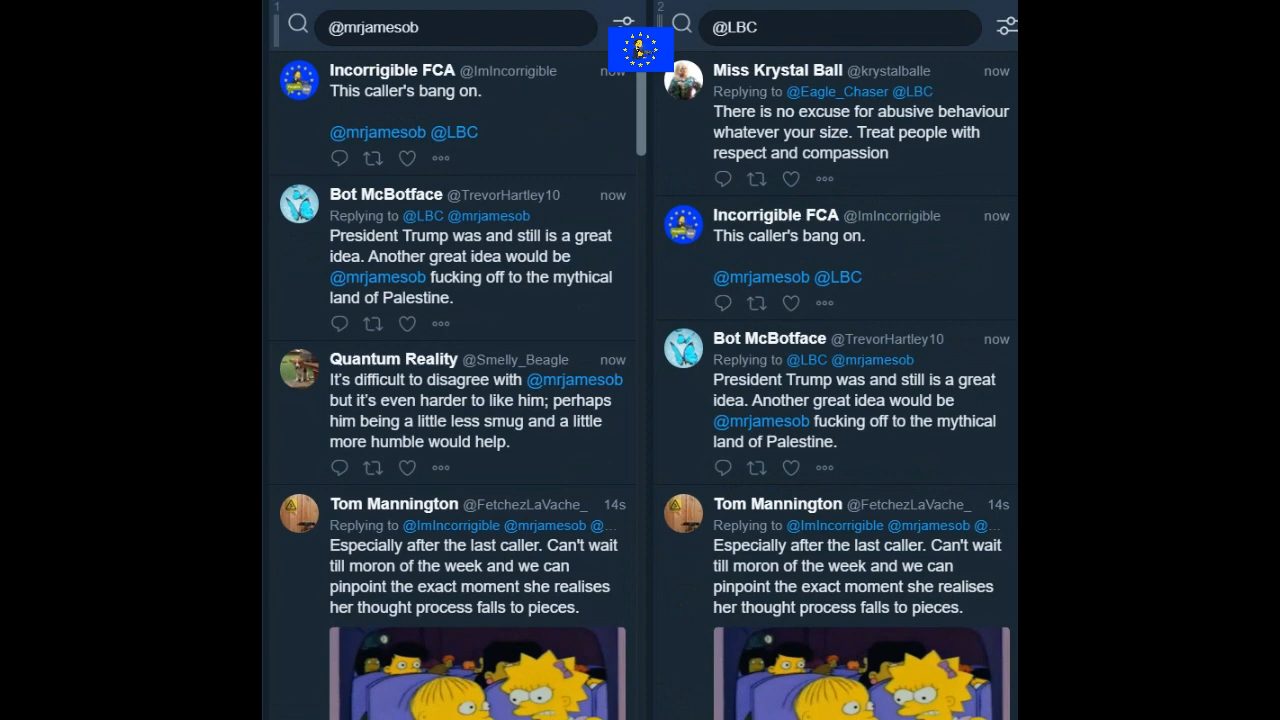 1
@mrjamesob
Incorrigible FCA @ImIncorrigible now
This caller's bang on.
@mrjamesob @LBC
Bot McBotface @TrevorHartley10 now
Replying to @LBC @mrjamesob
President Trump was and still is a great
idea. Another great idea would be
@mrjamesob fucking off to the mythical
land of Palestine.
Quantum Reality @Smelly_Beagle now
It's difficult to disagree with @mrjamesob
but it's even harder to like him; perhaps
him being a little less smug and a little
more humble would help.
Tom Mannington @FetchezLaVache_ 14s
Replying to @ImIncorrigible @mrjamesob @...
Especially after the last caller. Can't wait
till moron of the week and we can
pinpoint the exact moment she realises
her thought process falls to pieces.
2
@LBC
Miss Krystal Ball @krystalballe now
Replying to @Eagle_Chaser @LBC
There is no excuse for abusive behaviour
whatever your size. Treat people with
respect and compassion
Incorrigible FCA @ImIncorrigible now
This caller's bang on.
@mrjamesob @LBC
Bot McBotface @TrevorHartley10 now
Replying to @LBC @mrjamesob
President Trump was and still is a great
idea. Another great idea would be
@mrjamesob fucking off to the mythical
land of Palestine.
Tom Mannington @FetchezLaVache_ 14s
Replying to @ImIncorrigible @mrjamesob @...
Especially after the last caller. Can't wait
till moron of the week and we can
pinpoint the exact moment she realises
her thought process falls to pieces.